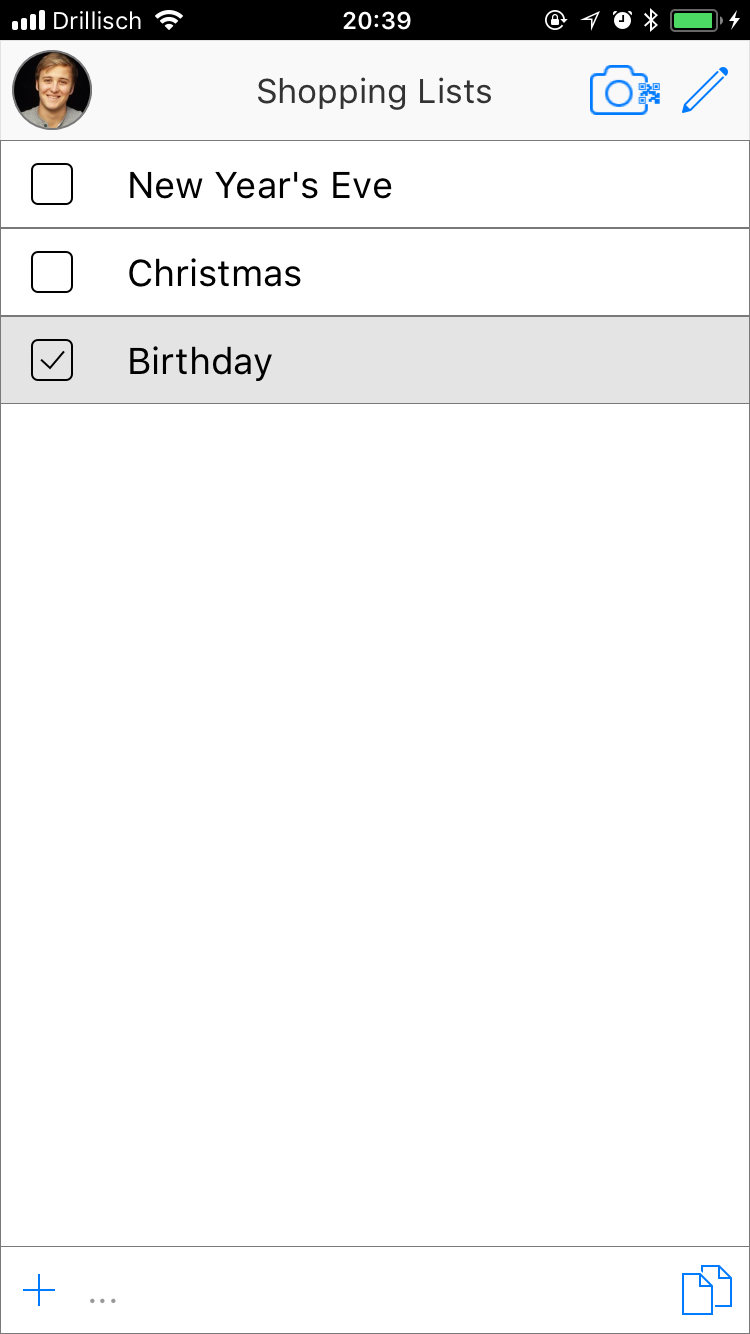 Drillisch 20:39
Shopping Lists
New Year's Eve
Christmas
Birthday
...